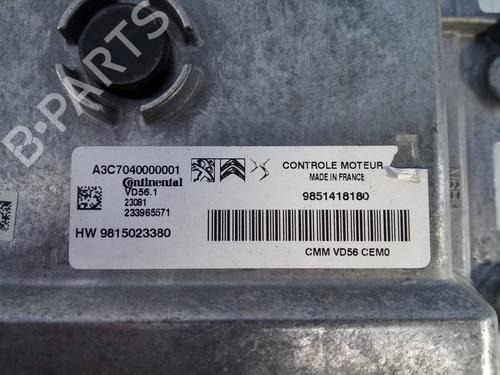 B-PARTS
A3C7040000001
Continental
VD56.1
23081
233965571
HW 9815023380
CONTROLE MOTEUR
MADE IN FRANCE
9851418180
CMM VD56 CEM0